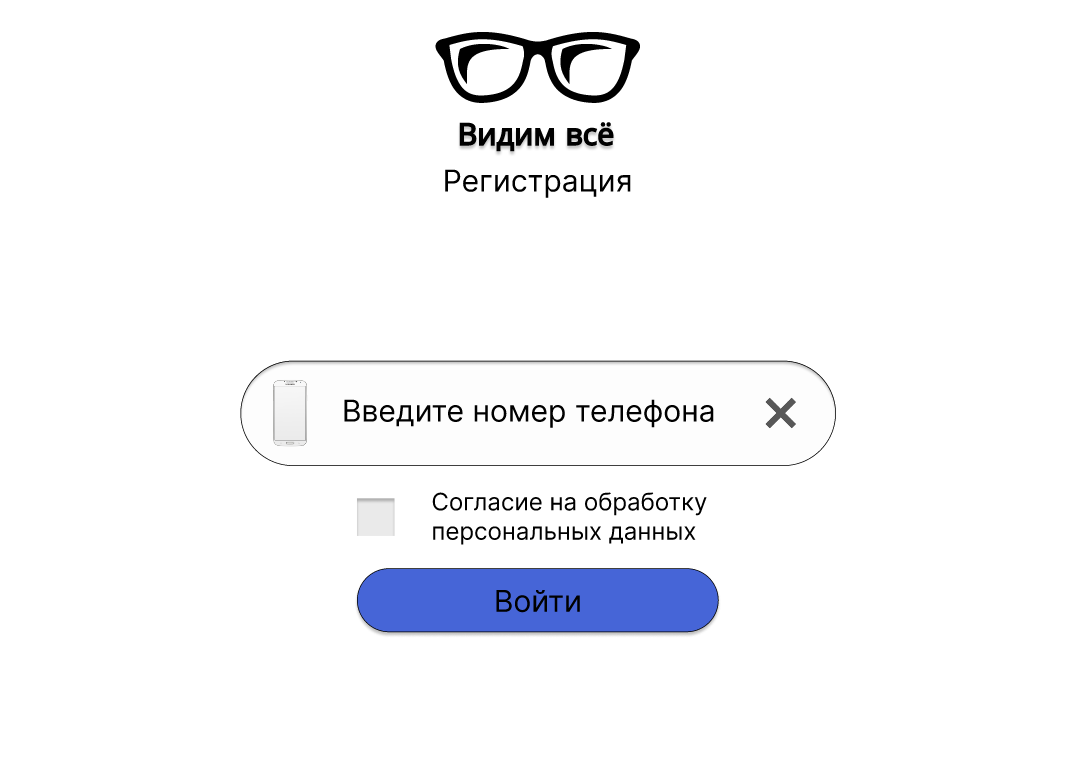 Видим всё
Регистрация
Введите номер телефона
Согласие на обработку
персональных данных
Войти